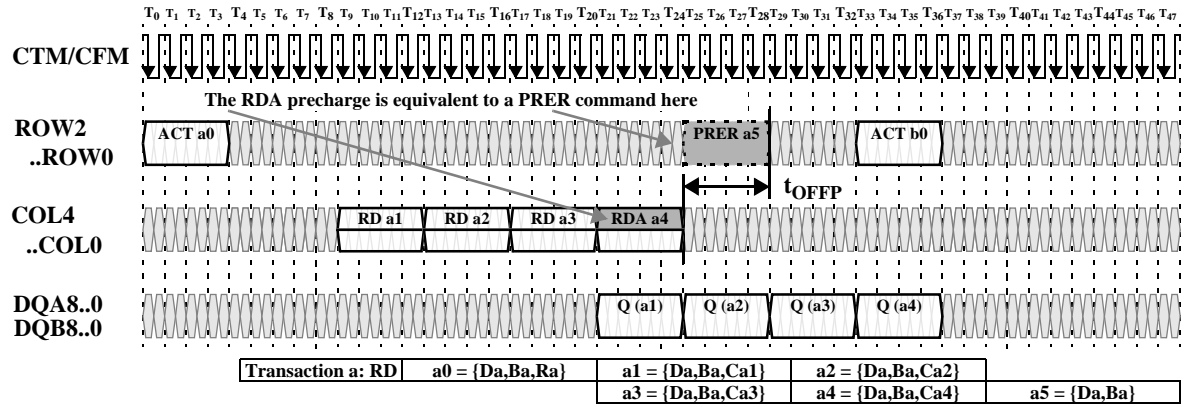 T0 T1 T2 T3 T4 T5 T6 T7 T8 T9 T10 T11 T12 T13 T14 T15 T16 T17 T18 T19 T20 T21 T22 T23 T24 T25 T26 T27 T28 T29 T30 T31 T32 T33 T34 T35 T36 T37 T38 T39 T40 T41 T42 T43 T44 T45 T46 T47
CTM/CFM
The RDA precharge is equivalent to a PRER command here
ROW2 ACT a0 PRER a5 ACT b0
..ROW0
tOFFP
COL4 RD a1 RD a2 RD a3 RDA a4
..COL0
DQA8..0 Q (a1) Q (a2) Q (a3) Q (a4)
DQB8..0
Transaction a: RD a0 = {Da,Ba,Ra} a1 = {Da,Ba,Ca1} a2 = {Da,Ba,Ca2}
a3 = {Da,Ba,Ca3} a4 = {Da,Ba,Ca4} a5 = {Da,Ba}